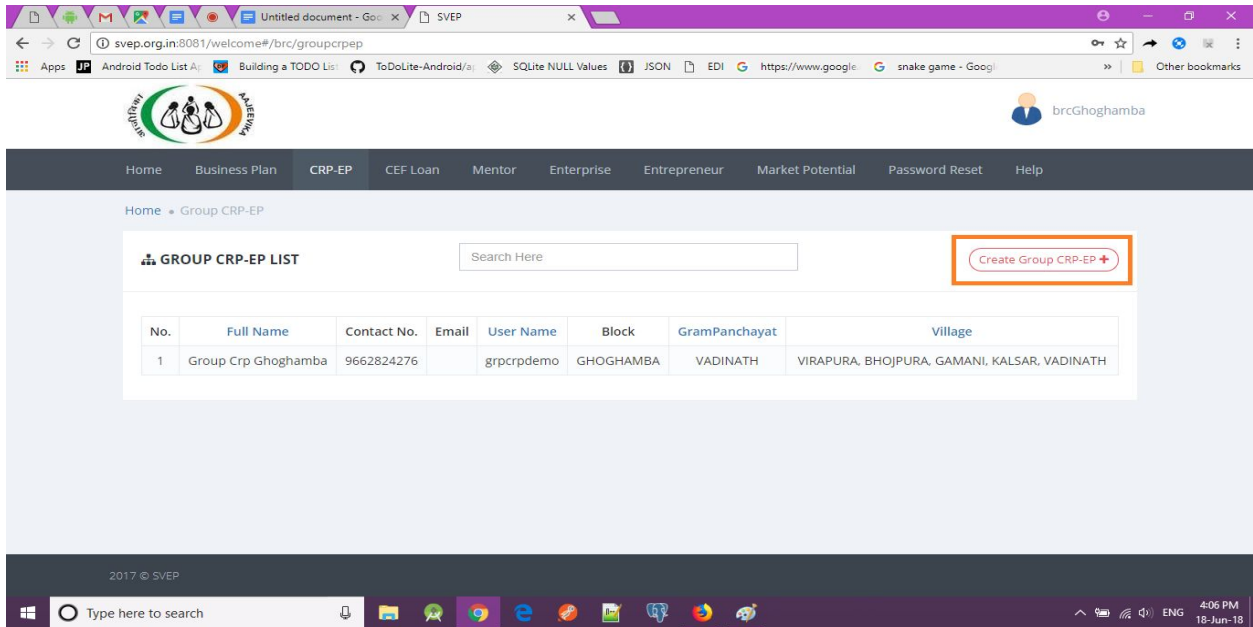 Untitled document - Goo
SVEP
svep.org.in:8081/welcome#/brc/groupcrpep
Apps
JP
Android Todo List A
Building a TODO List
ToDoLite-Android/a
SQLite NULL Values
JSON
EDI
https://www.google
snake game - Googl
»
Other bookmarks
आजीविका
AAJEEVIKA
brcGhoghamba
Home Business Plan CRP-EP CEF Loan Mentor Enterprise Entrepreneur Market Potential Password Reset Help
Home Group CRP-EP
GROUP CRP-EP LIST
Search Here
Create Group CRP-EP +
No. Full Name Contact No. Email User Name Block GramPanchayat Village
1 Group Crp Ghoghamba 9662824276 grpcrpdemo GHOGHAMBA VADINATH VIRAPURA, BHOJPURA, GAMANI, KALSAR, VADINATH
2017 © SVEP
Type here to search
ENG
4:06 PM
18-Jun-18